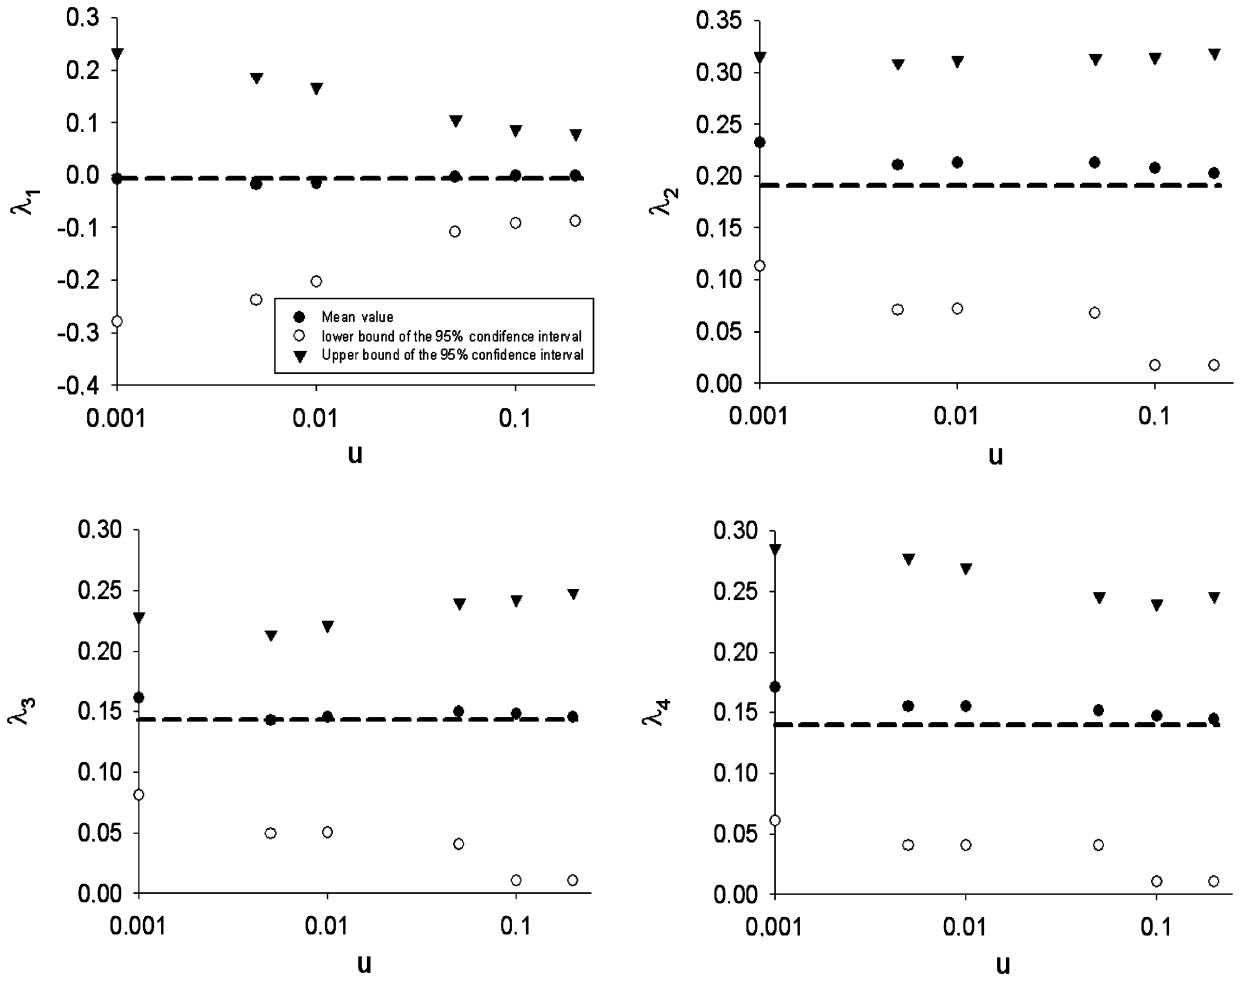 0.3
0.2
0.1
0.0
-0.1
-0.2
-0.3
-0.4
λ1
0.001 0.01 0.1
u
Mean value
lower bound of the 95% condifence interval
Upper bound of the 95% confidence interval
0.35
0.30
0.25
0.20
0.15
0.10
0.05
0.00
λ2
0.001 0.01 0.1
u
0.30
0.25
0.20
0.15
0.10
0.05
0.00
λ3
0.001 0.01 0.1
u
0.30
0.25
0.20
0.15
0.10
0.05
0.00
λ4
0.001 0.01 0.1
u